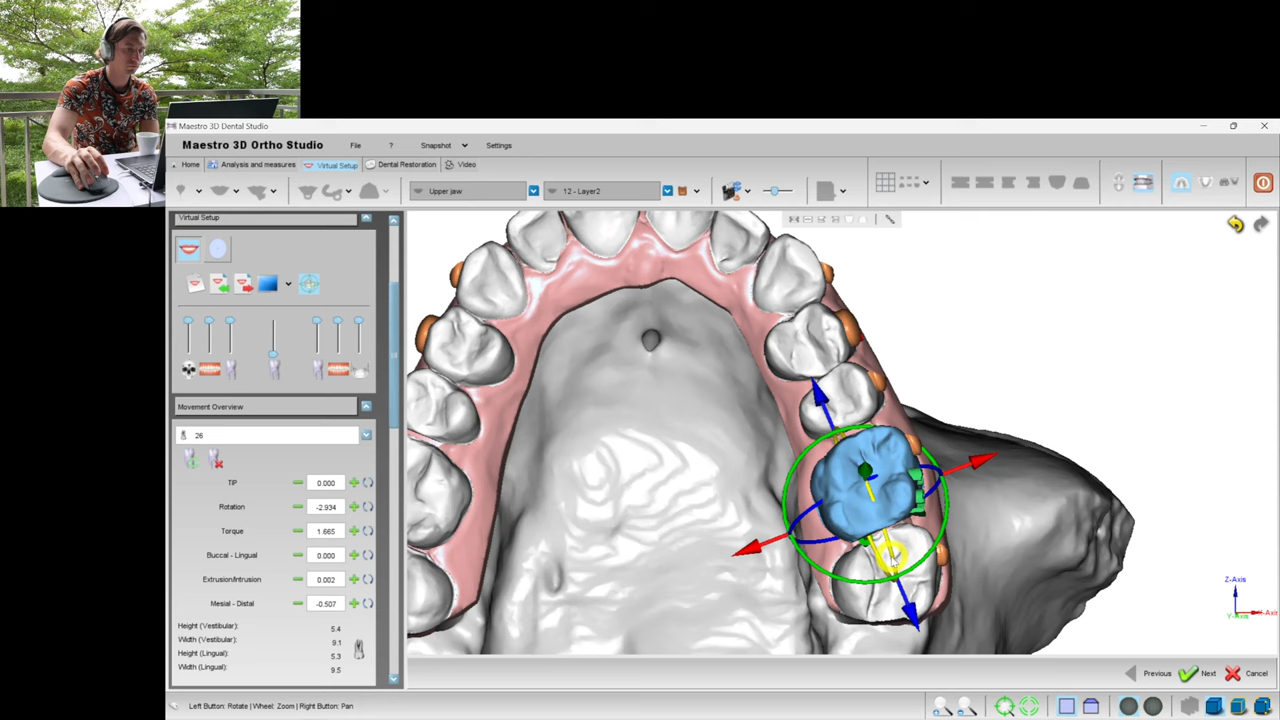 Maestro 3D Dental Studio
Maestro 3D Ortho Studio File ? Snapshot Settings
Home Analysis and measures Virtual Setup Dental Restoration Video
Upper jaw 12 - Layer2
Virtual Setup
Movement Overview
26
TIP 0.000
Rotation -2.934
Torque 1.665
Buccal - Lingual 0.000
Extrusion/Intrusion 0.002
Mesial - Distal -0.507
Height (Vestibular) 5.4
Width (Vestibular) 9.1
Height (Lingual) 5.3
Width (Lingual) 9.5
Z-Axis
X-Axis
Y-Axis
Previous Next Cancel
Left Button: Rotate | Wheel: Zoom | Right Button: Pan